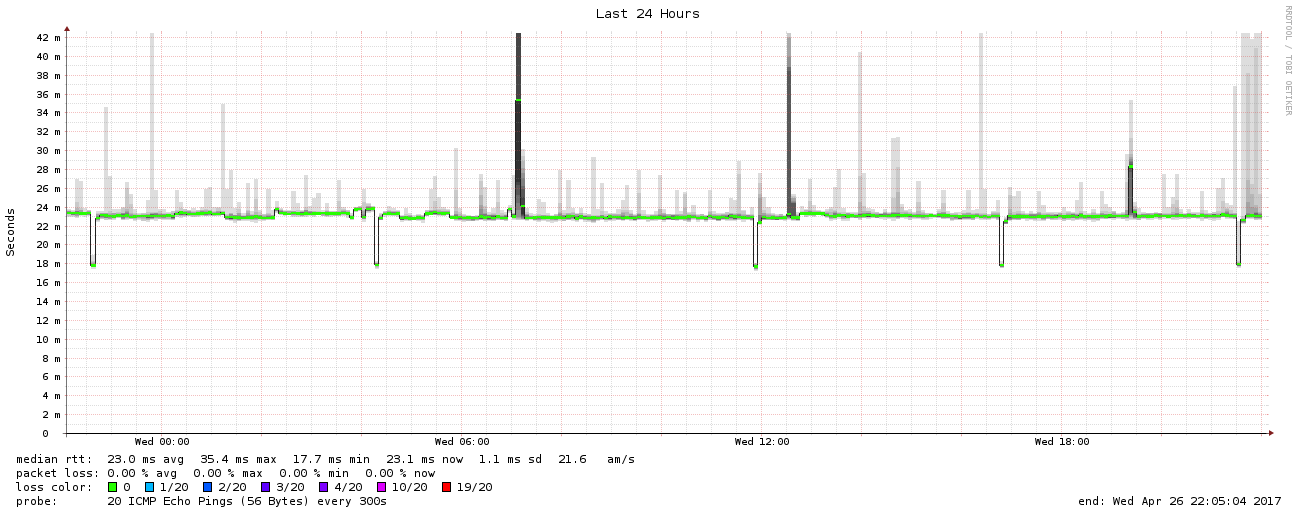 Last 24 Hours
RRDTOOL / TOBI OETIKER
Seconds
42 m
40 m
38 m
36 m
34 m
32 m
30 m
28 m
26 m
24 m
22 m
20 m
18 m
16 m
14 m
12 m
10 m
8 m
6 m
4 m
2 m
0
Wed 00:00 Wed 06:00 Wed 12:00 Wed 18:00
median rtt: 23.0 ms avg 35.4 ms max 17.7 ms min 23.1 ms now 1.1 ms sd 21.6 am/s
packet loss: 0.00 % avg 0.00 % max 0.00 % min 0.00 % now
loss color: 0 1/20 2/20 3/20 4/20 10/20 19/20
probe: 20 ICMP Echo Pings (56 Bytes) every 300s end: Wed Apr 26 22:05:04 2017